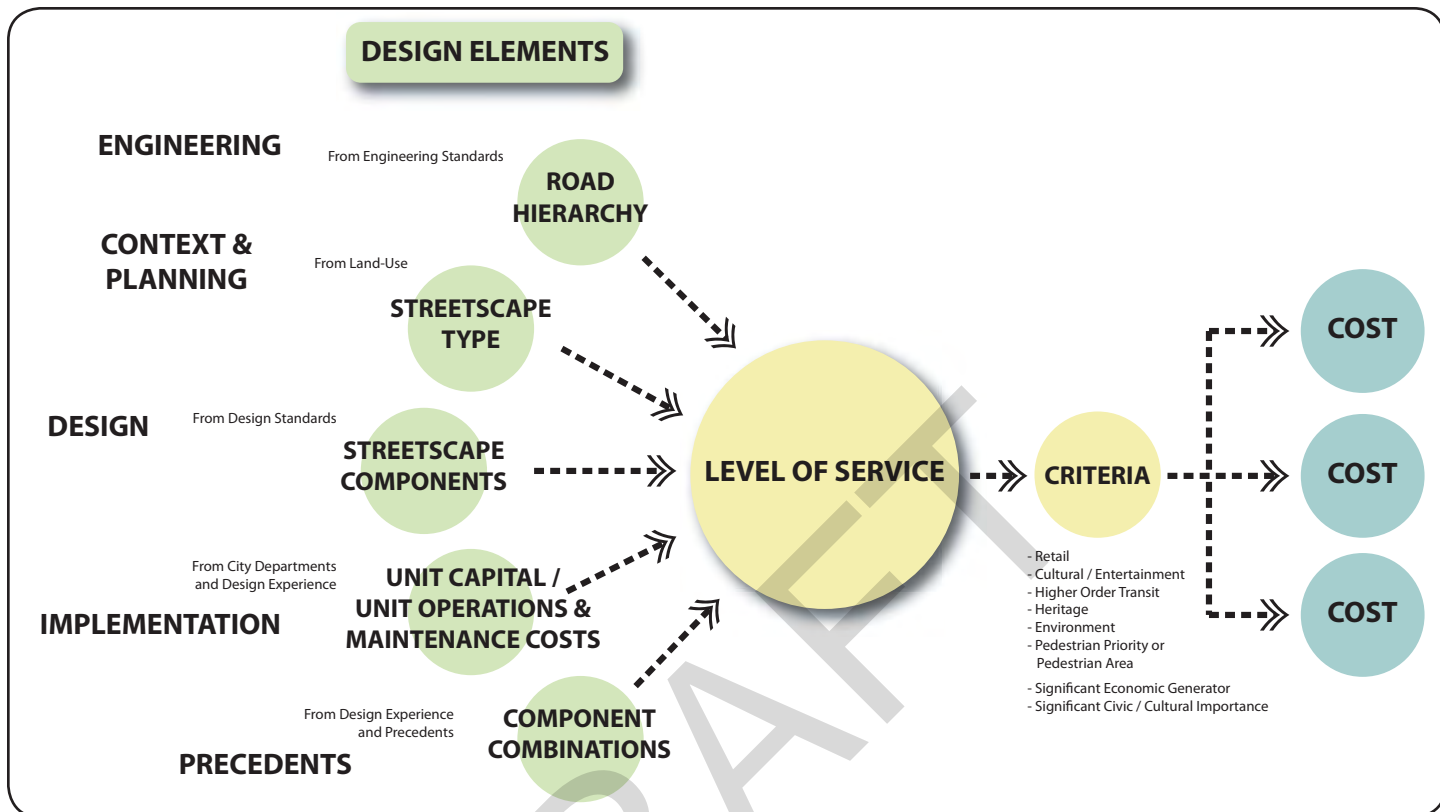 DESIGN ELEMENTS
ENGINEERING
From Engineering Standards
ROAD
HIERARCHY
CONTEXT &
PLANNING
From Land-Use
STREETSCAPE
TYPE
DESIGN
From Design Standards
STREETSCAPE
COMPONENTS
IMPLEMENTATION
From City Departments
and Design Experience
UNIT CAPITAL /
UNIT OPERATIONS &
MAINTENANCE COSTS
PRECEDENTS
From Design Experience
and Precedents
COMPONENT
COMBINATIONS
LEVEL OF SERVICE
CRITERIA
- Retail
- Cultural / Entertainment
- Higher Order Transit
- Heritage
- Environment
- Pedestrian Priority or
Pedestrian Area
- Significant Economic Generator
- Significant Civic / Cultural Importance
COST
COST
COST
DRAFT